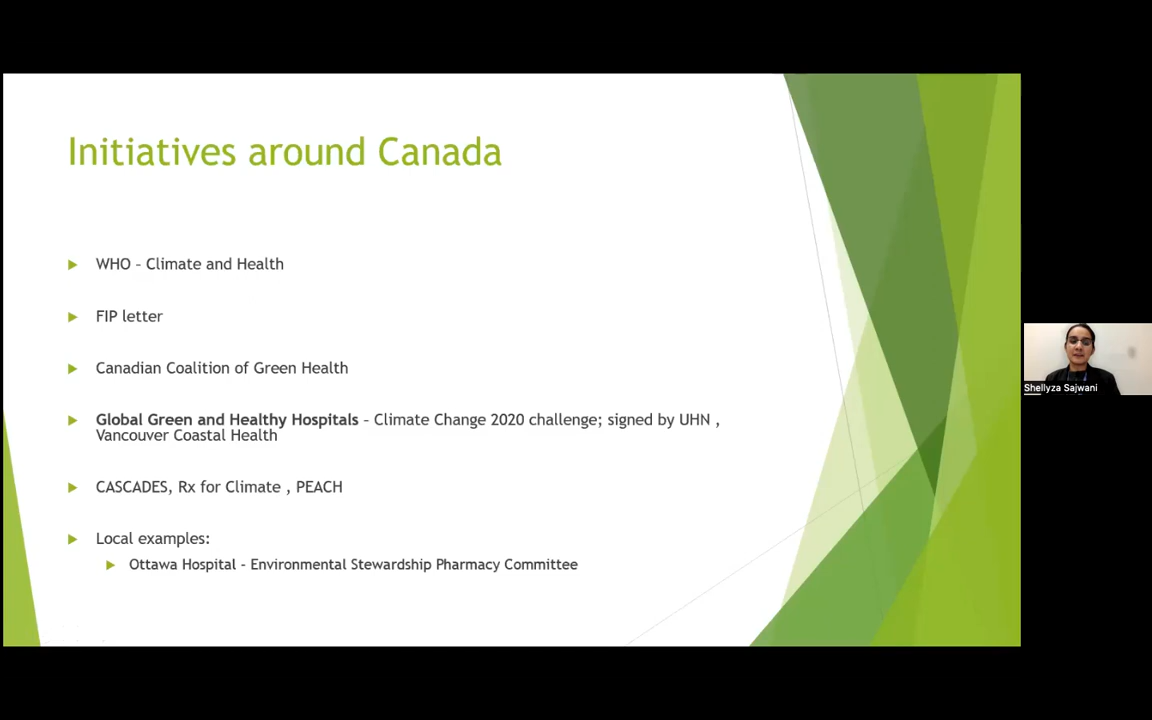 Initiatives around Canada
WHO – Climate and Health
FIP letter
Canadian Coalition of Green Health
Global Green and Healthy Hospitals – Climate Change 2020 challenge; signed by UHN ,
Vancouver Coastal Health
CASCADES, Rx for Climate , PEACH
Local examples:
Ottawa Hospital – Environmental Stewardship Pharmacy Committee
Shellyza Sajwani